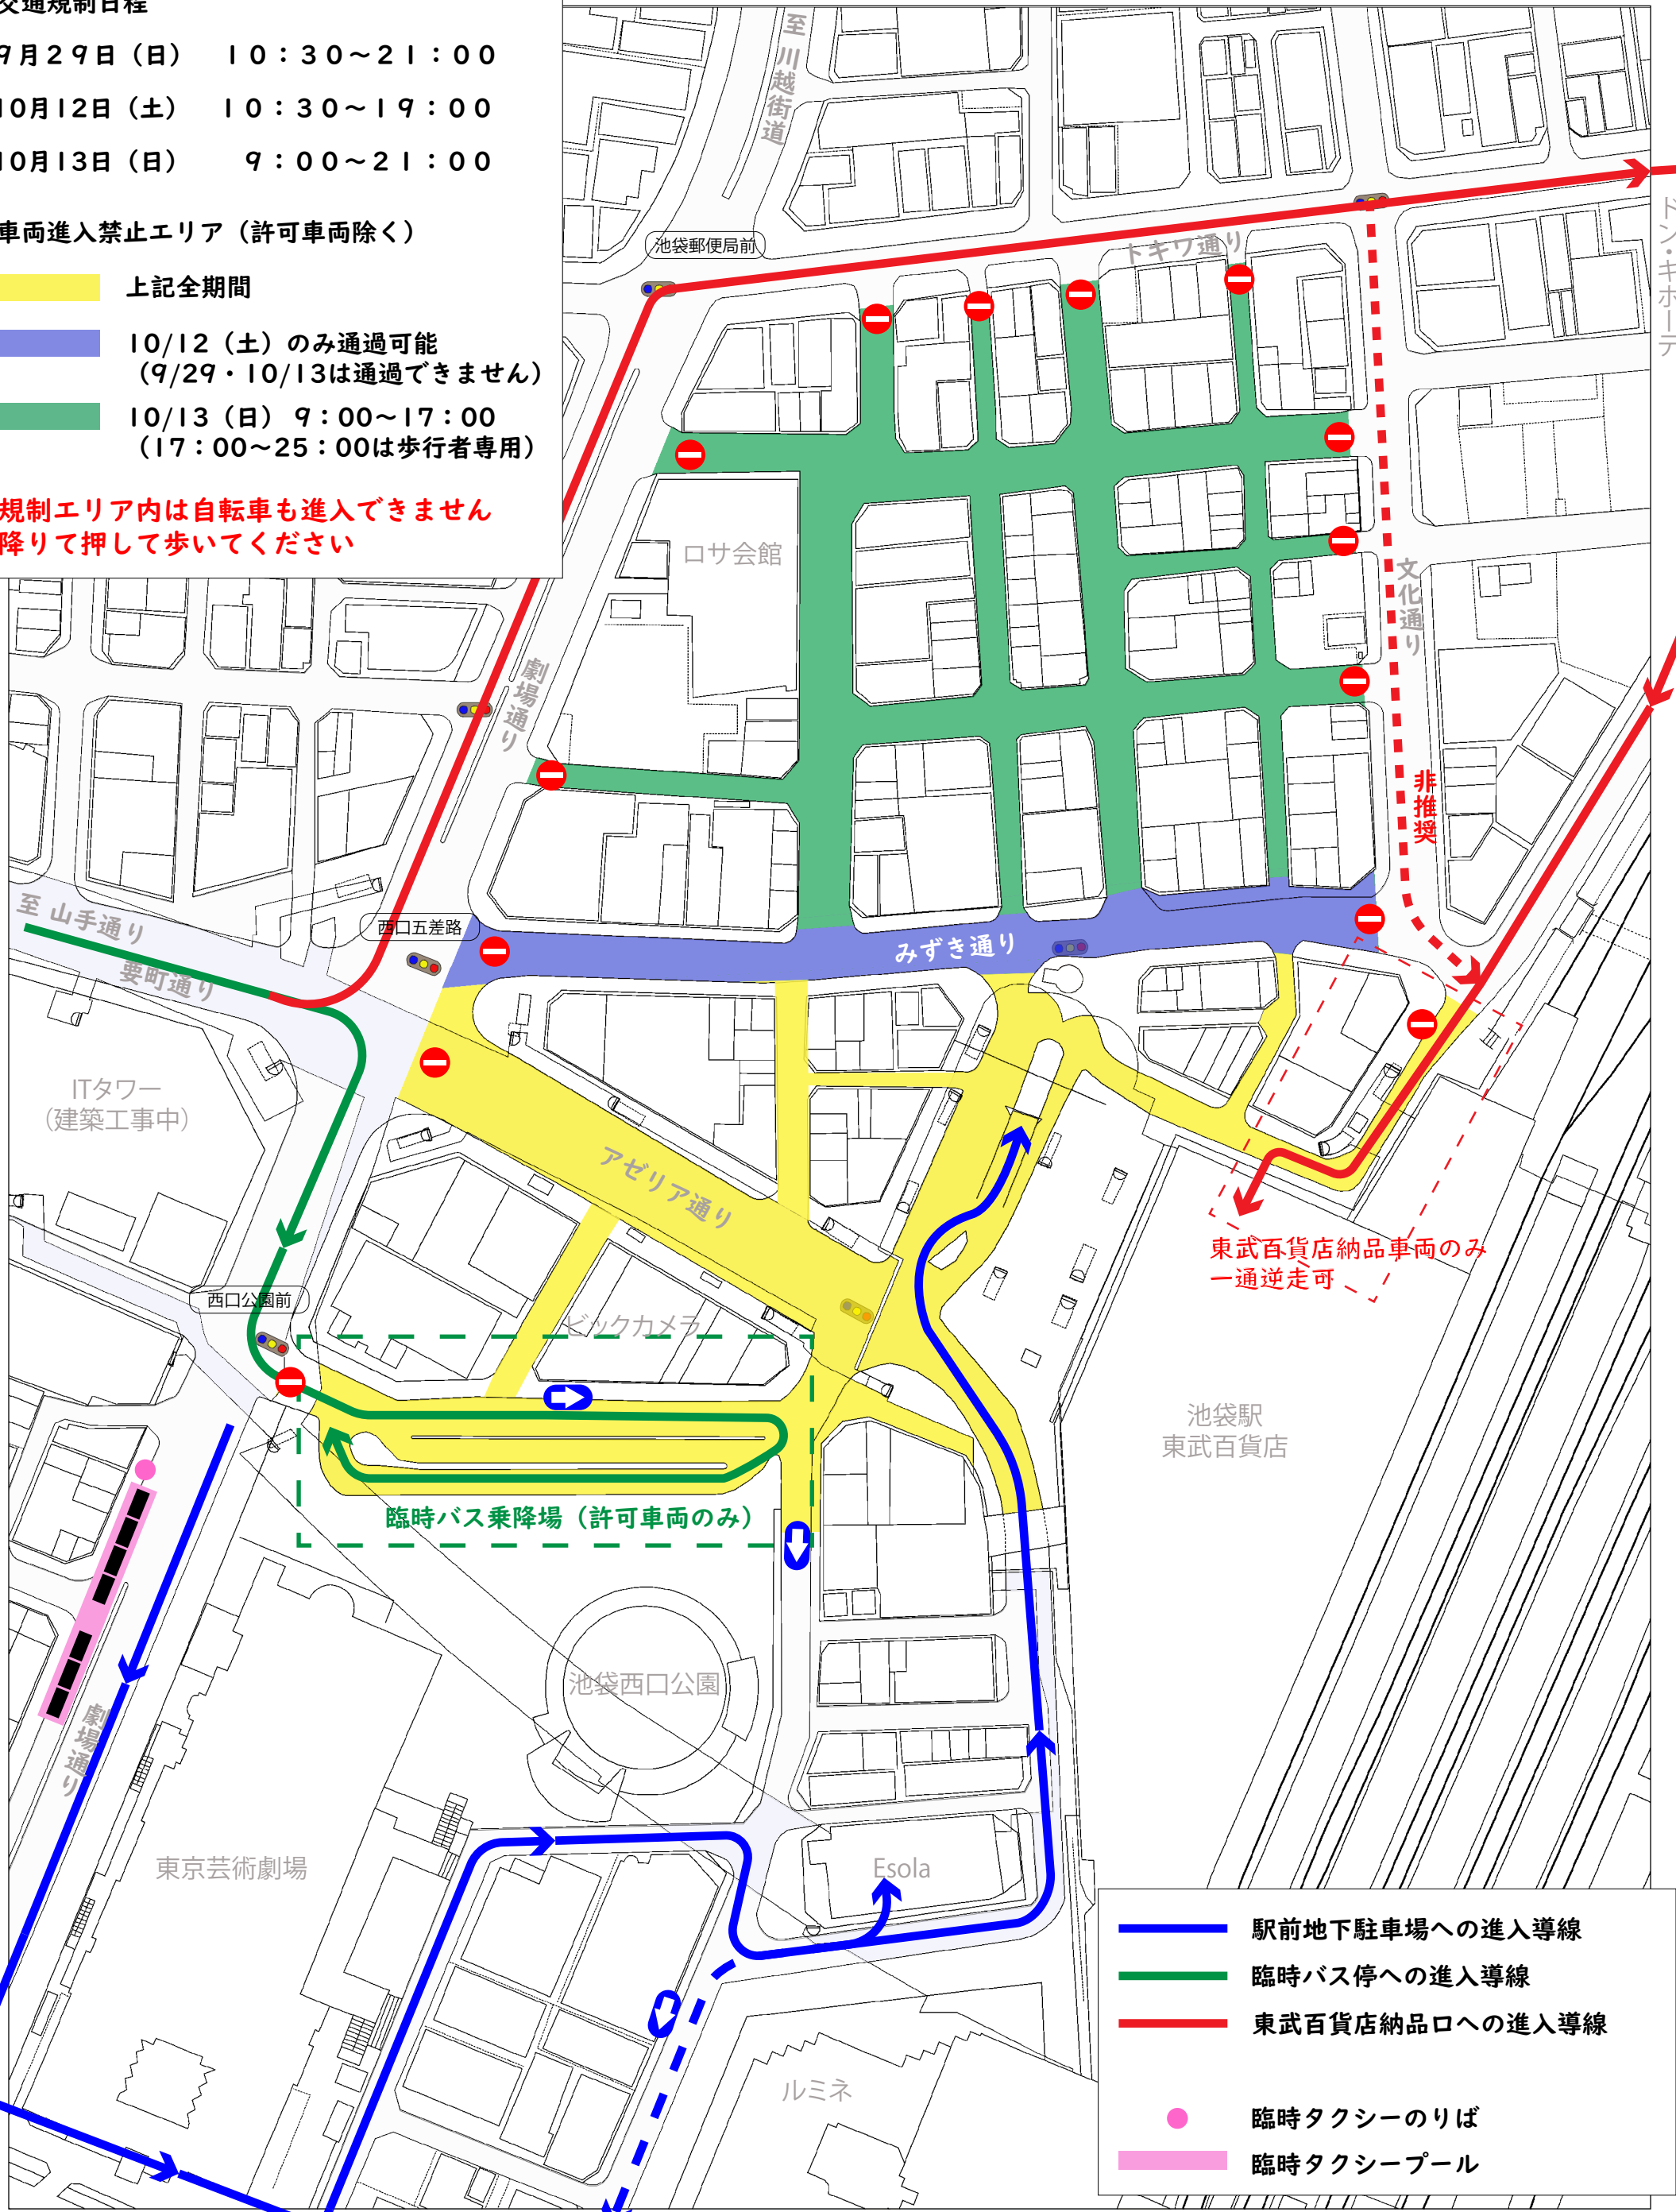 交通規制日程
9月29日（日）　10：30〜21：00
10月12日（土）　10：30〜19：00
10月13日（日）　9：00〜21：00
車両進入禁止エリア（許可車両除く）
上記全期間
10/12（土）のみ通過可能
（9/29・10/13は通過できません）
10/13（日） 9：00〜17：00
（17：00〜25：00は歩行者専用）
規制エリア内は自転車も進入できません
降りて押して歩いてください
至 川越街道
池袋郵便局前
トキワ通り
ドン・キホーテ
ロサ会館
文化通り
劇場通り
非推奨
至 山手通り
要町通り
西口五差路
みずき通り
ITタワー
（建築工事中）
アゼリア通り
東武百貨店納品車両のみ
一通逆走可
西口公園前
ビックカメラ
池袋駅
東武百貨店
臨時バス乗降場（許可車両のみ）
池袋西口公園
劇場通り
東京芸術劇場
Esola
ルミネ
駅前地下駐車場への進入導線
臨時バス停への進入導線
東武百貨店納品口への進入導線
臨時タクシーのりば
臨時タクシープール